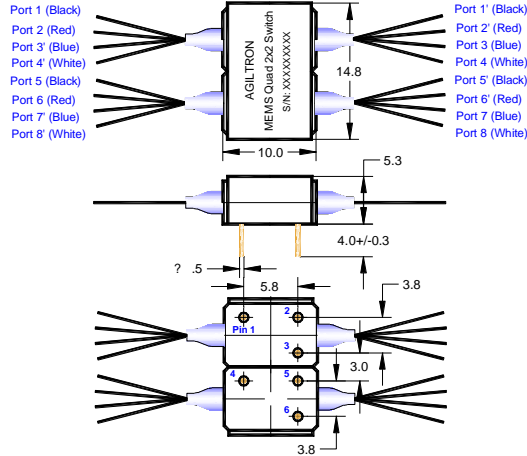 Port 1 (Black)
Port 2 (Red)
Port 3' (Blue)
Port 4' (White)
Port 5 (Black)
Port 6 (Red)
Port 7' (Blue)
Port 8' (White)
AGILTRON
MEMS Quad 2x2 Switch
S/N: XXXXXXXXX
Port 1' (Black)
Port 2' (Red)
Port 3 (Blue)
Port 4 (White)
Port 5' (Black)
Port 6' (Red)
Port 7 (Blue)
Port 8 (White)
14.8
10.0
5.3
4.0+/-0.3
? .5
5.8
3.8
Pin 1
2
3
3.0
4
5
6
3.8